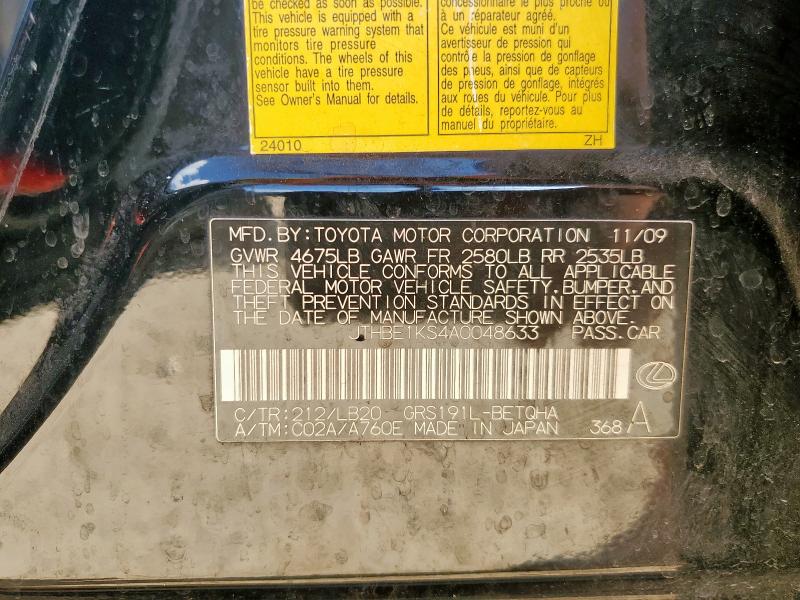 be checked as soon as possible.
This vehicle is equipped with a
tire pressure warning system that
monitors tire pressure
conditions. The wheels of this
vehicle have a tire pressure
sensor built into them.
See Owner's Manual for details.
24010
concessionnaire le plus proche ou
à un réparateur agréé.
Ce véhicule est muni d'un
avertisseur de pression qui
contrôle la pression de gonflage
des pneus, ainsi que de capteurs
de pression de gonflage, intégrés
aux roues du véhicule. Pour plus
de détails, reportez-vous au
manuel du propriétaire.
ZH
MFD.BY:TOYOTA MOTOR CORPORATION 11/09
GVWR 4675LB GAWR FR 2580LB RR 2535LB
THIS VEHICLE CONFORMS TO ALL APPLICABLE
FEDERAL MOTOR VEHICLE SAFETY,BUMPER,AND
THEFT PREVENTION STANDARDS IN EFFECT ON
THE DATE OF MANUFACTURE SHOWN ABOVE.
JTHBE1KS4A0048633 PASS.CAR
C/TR:212/LB20 GRS191L-BETQHA
A/TM:C02A/A760E MADE IN JAPAN 368 A